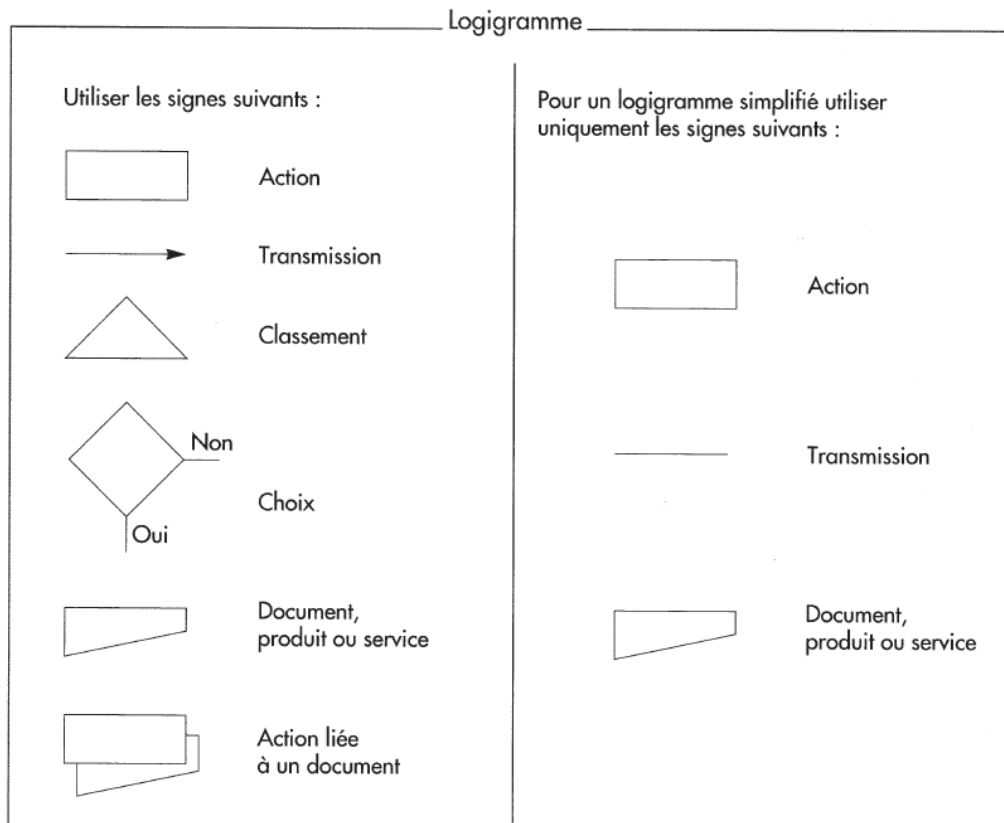 Logigramme
Utiliser les signes suivants :
Action
Transmission
Classement
Non
Choix
Oui
Document,
produit ou service
Action liée
à un document
Pour un logigramme simplifié utiliser
uniquement les signes suivants :
Action
Transmission
Document,
produit ou service